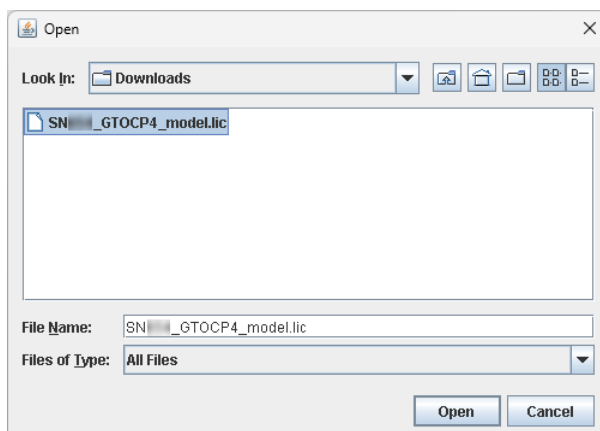 Open
Look In: Downloads
SN _GTOCP4_model.lic
File Name: SN _GTOCP4_model.lic
Files of Type: All Files
Open Cancel